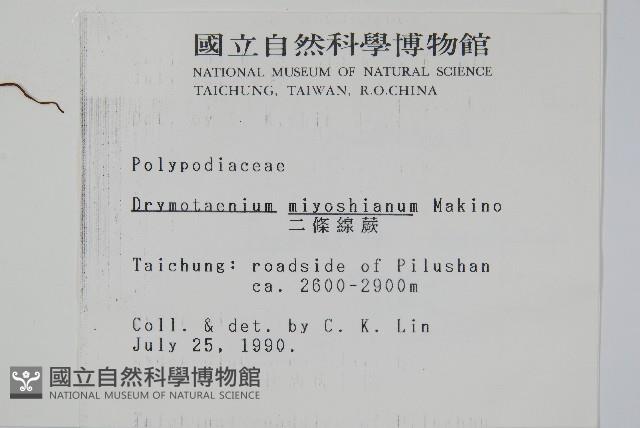 國立自然科學博物館
NATIONAL MUSEUM OF NATURAL SCIENCE
TAICHUNG, TAIWAN, R.O.CHINA
Polypodiaceae
Drymotaenium miyoshianum Makino
二條線蕨
Taichung: roadside of Pilushan
ca. 2600-2900m
Coll. & det. by C. K. Lin
July 25, 1990.
國立自然科學博物館
NATIONAL MUSEUM OF NATURAL SCIENCE